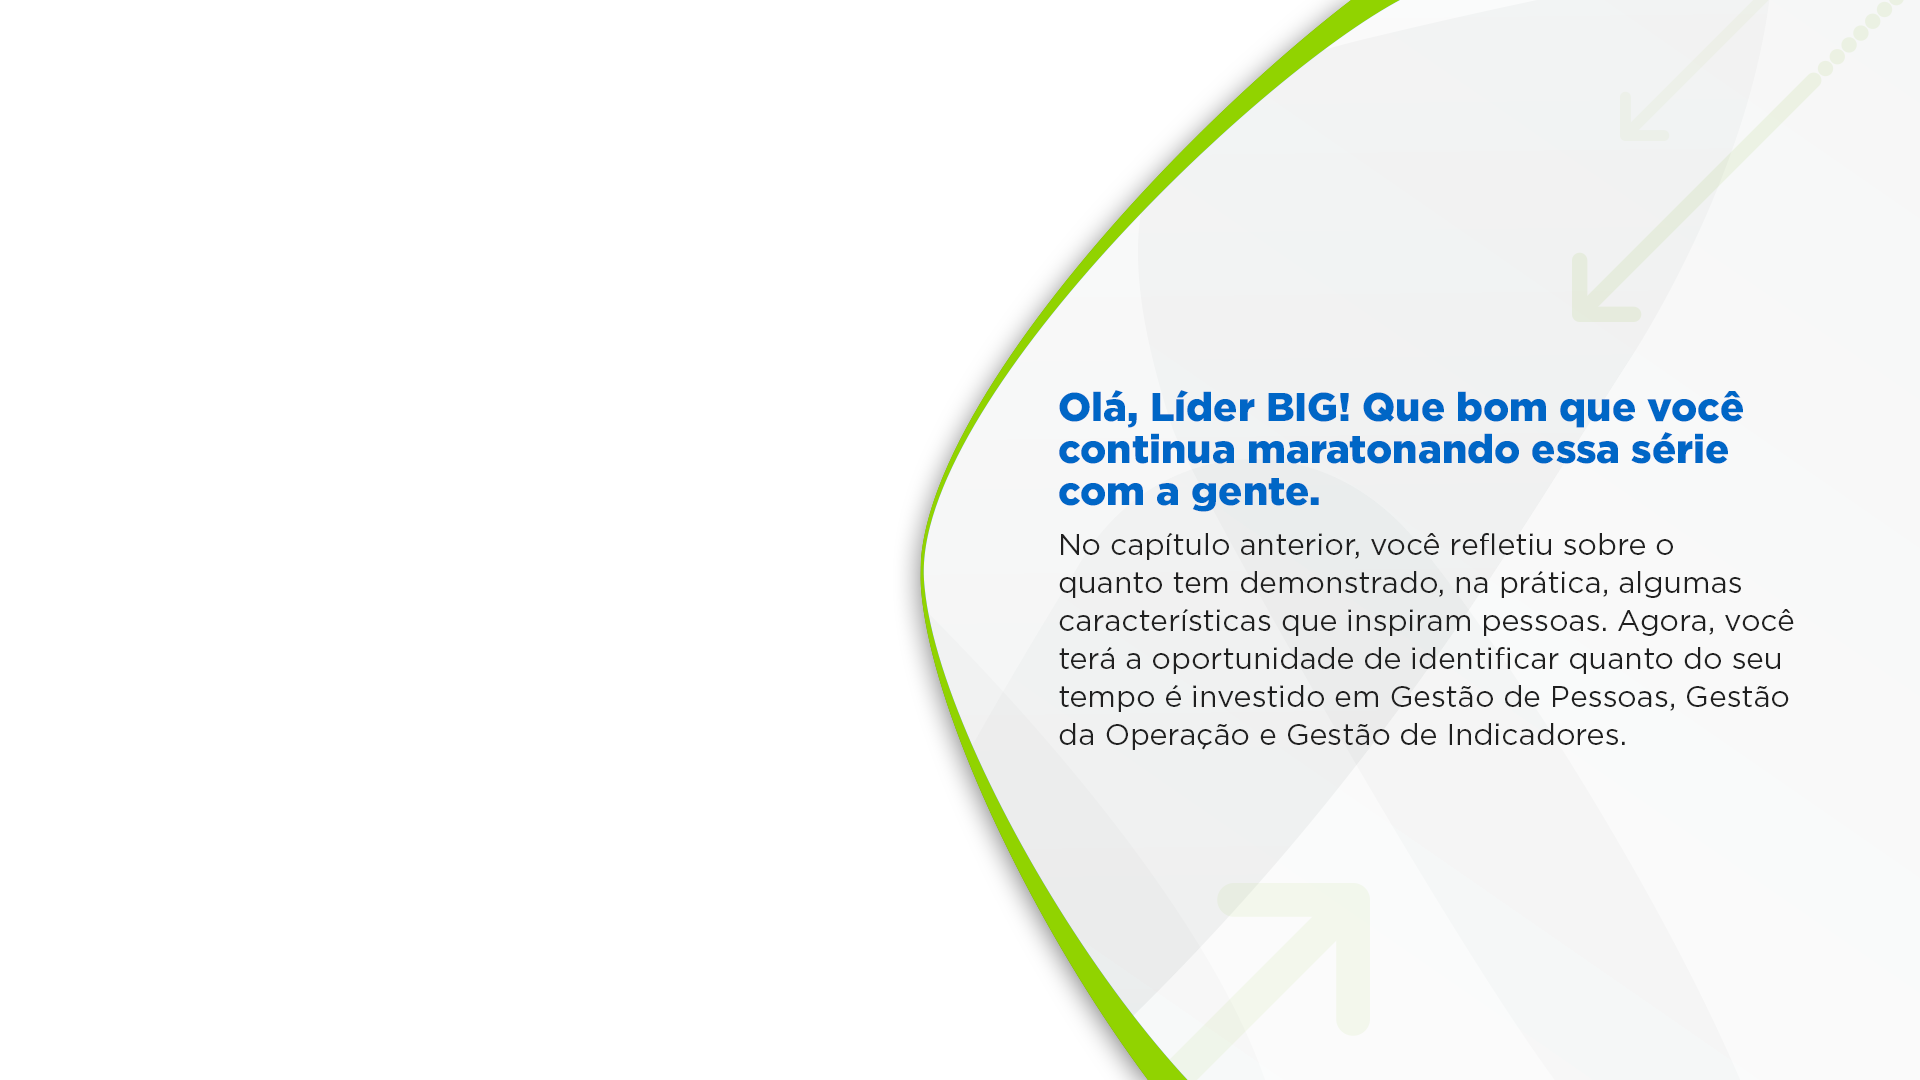 Olá, Líder BIG! Que bom que você
continua maratonando essa série
com a gente.
No capítulo anterior, você refletiu sobre o
quanto tem demonstrado, na prática, algumas
características que inspiram pessoas. Agora, você
terá a oportunidade de identificar quanto do seu
tempo é investido em Gestão de Pessoas, Gestão
da Operação e Gestão de Indicadores.